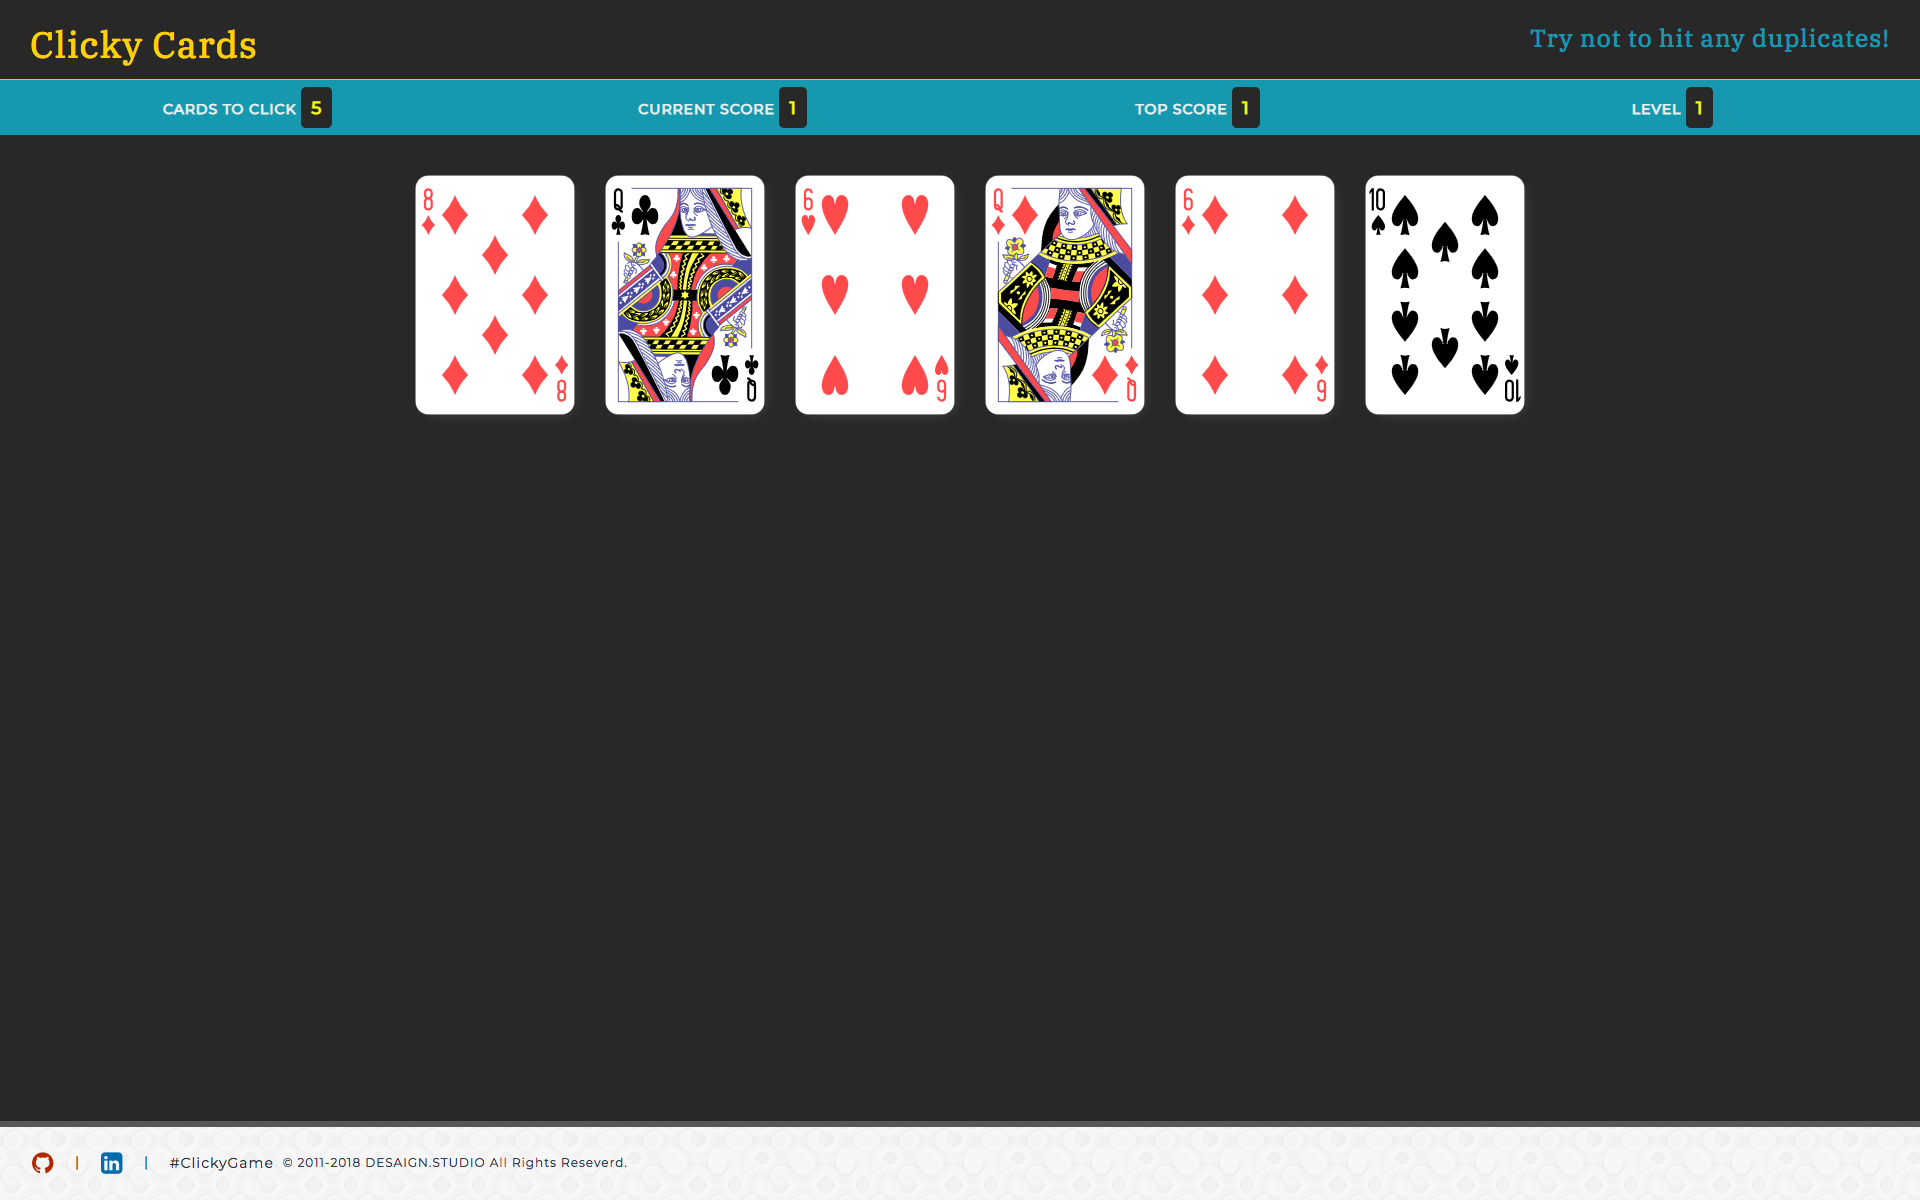 Clicky Cards
Try not to hit any duplicates!
CARDS TO CLICK 5
CURRENT SCORE 1
TOP SCORE 1
LEVEL 1
8 Q 6 Q 6 10
8 Q 6 Q 6 10
| in | #ClickyGame © 2011-2018 DESAIGN.STUDIO All Rights Reseverd.